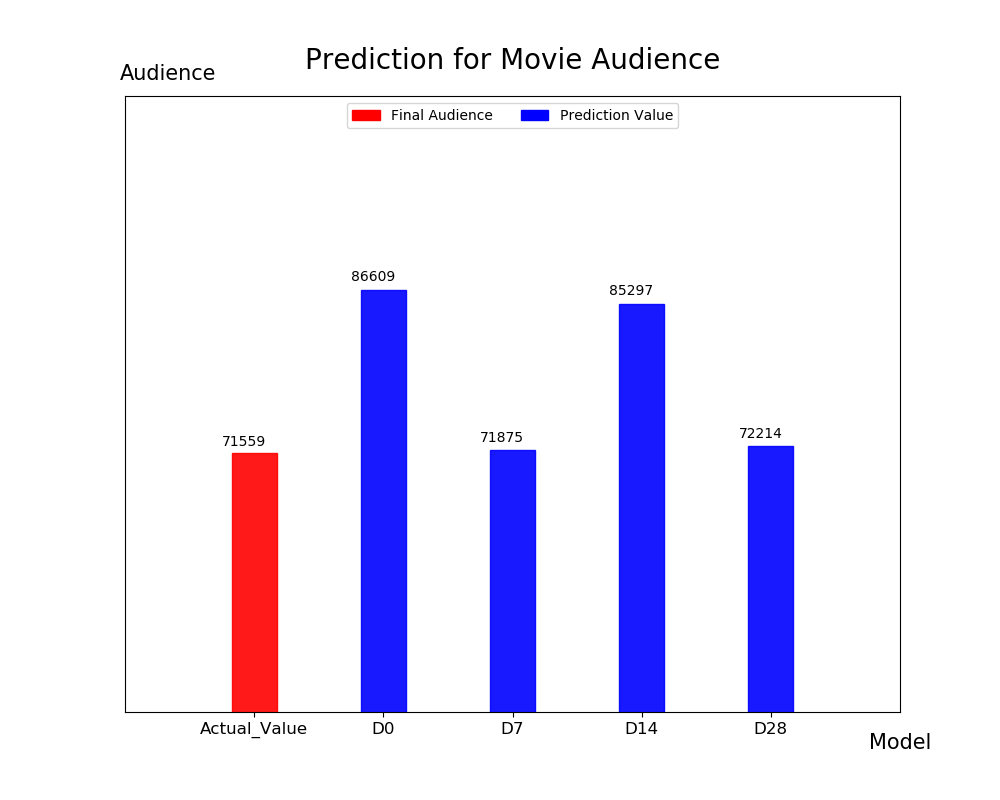 Prediction for Movie Audience
Audience
Final Audience
Prediction Value
86609
85297
71559
71875
72214
Actual_Value
D0
D7
D14
D28
Model